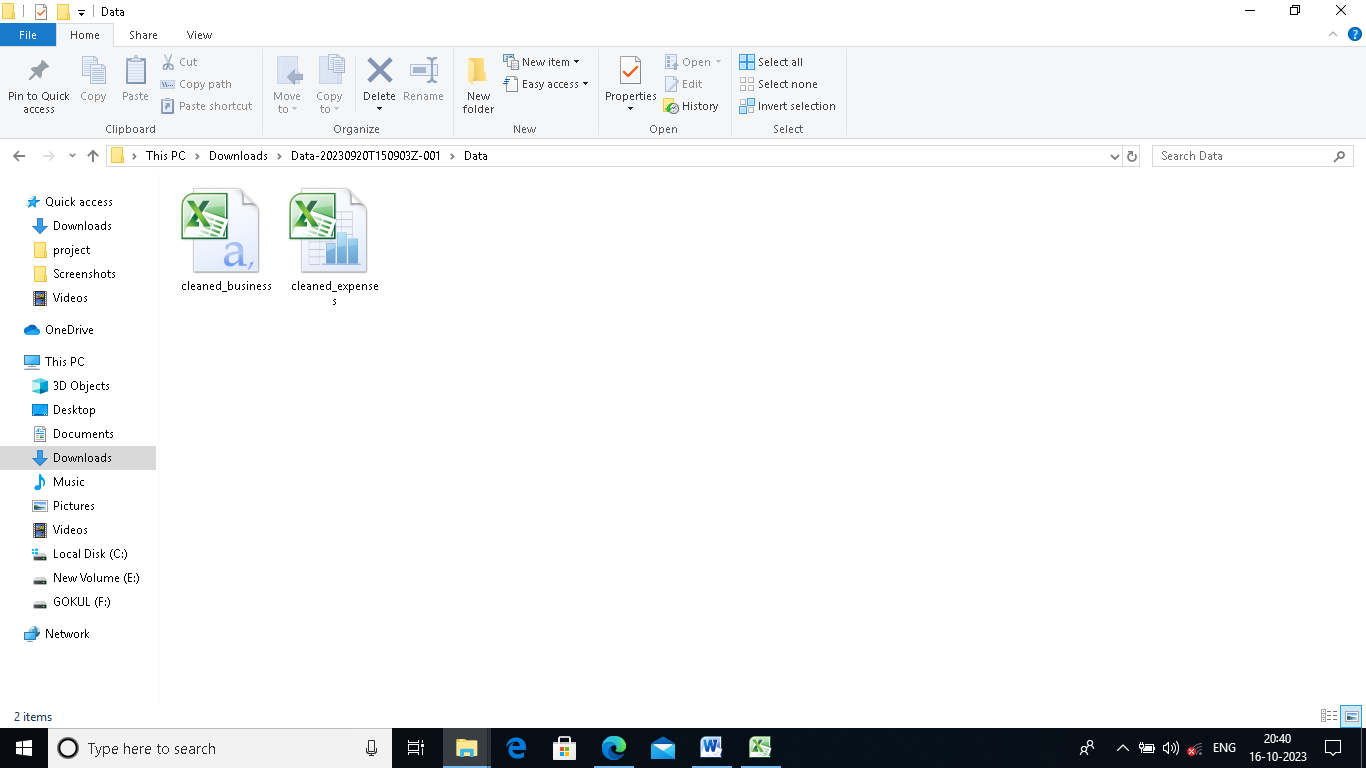 Data
File
Home
Share
View
Pin to Quick
access
Copy
Paste
Cut
Copy path
Paste shortcut
Clipboard
Move
to
Copy
to
Delete
Rename
Organize
New
folder
New item
Easy access
New
Properties
Open
Edit
History
Open
Select all
Select none
Invert selection
Select
This PC
Downloads
Data-20230920T150903Z-001
Data
Search Data
Quick access
Downloads
project
Screenshots
Videos
OneDrive
This PC
3D Objects
Desktop
Documents
Downloads
Music
Pictures
Videos
Local Disk (C:)
New Volume (E:)
GOKUL (F:)
Network
cleaned_business
cleaned_expense
s
2 items
Type here to search
ENG
20:40
16-10-2023